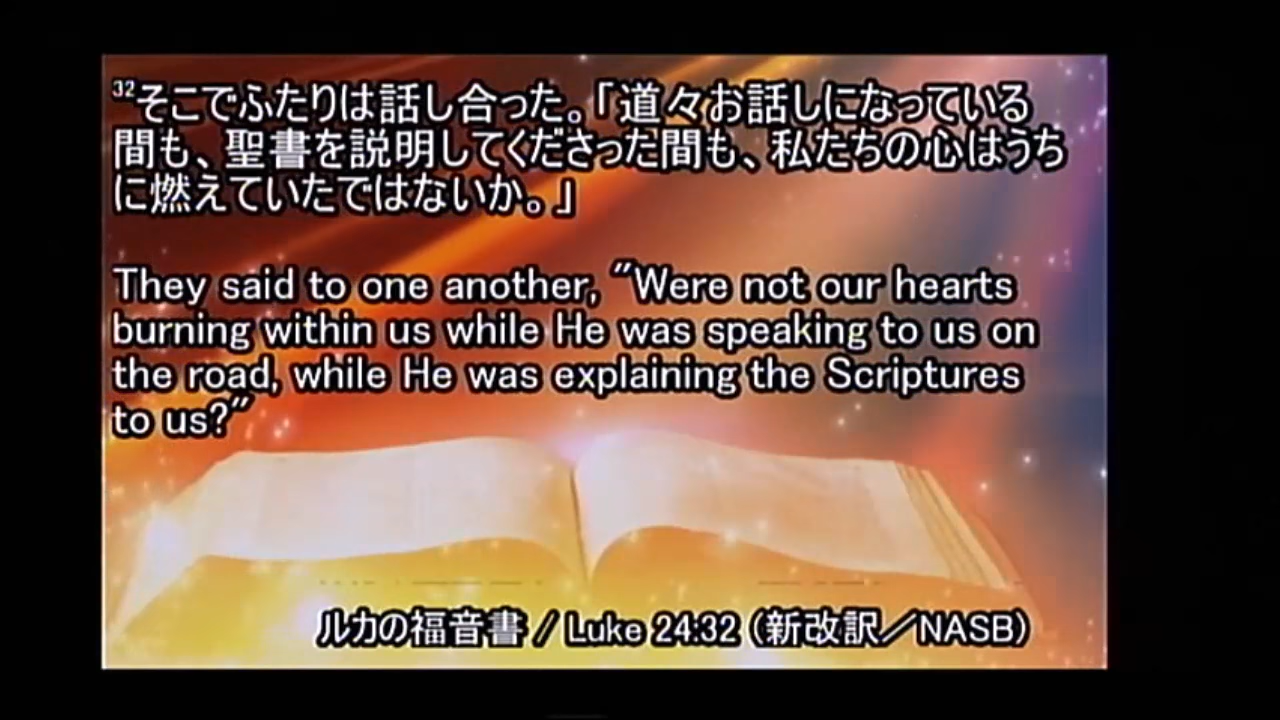 32そこでふたりは話し合った。「道々お話しになっている
間も、聖書を説明してくださった間も、私たちの心はうち
に燃えていたではないか。」
They said to one another, "Were not our hearts
burning within us while He was speaking to us on
the road, while He was explaining the Scriptures
to us?"
ルカの福音書 / Luke 24:32 (新改訳／NASB)